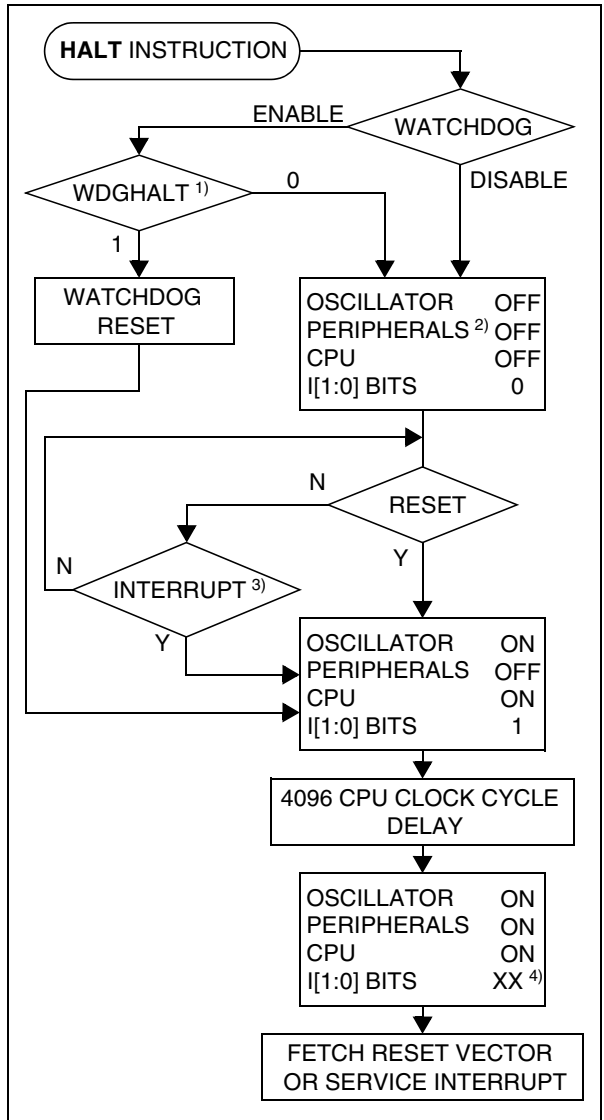 HALT INSTRUCTION
ENABLE
WATCHDOG
WDGHALT 1)
0
DISABLE
1
WATCHDOG
RESET
OSCILLATOR OFF
PERIPHERALS 2) OFF
CPU OFF
I[1:0] BITS 0
N
RESET
Y
N
INTERRUPT 3)
Y
OSCILLATOR ON
PERIPHERALS OFF
CPU ON
I[1:0] BITS 1
4096 CPU CLOCK CYCLE
DELAY
OSCILLATOR ON
PERIPHERALS ON
CPU ON
I[1:0] BITS XX 4)
FETCH RESET VECTOR
OR SERVICE INTERRUPT